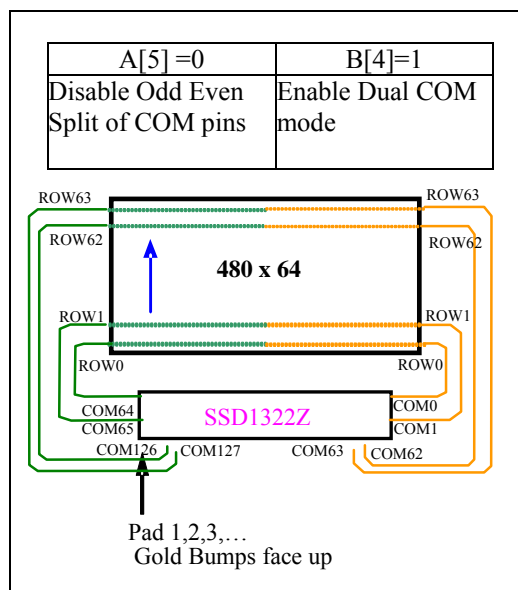 A[5] =0 B[4]=1
Disable Odd Even Enable Dual COM
Split of COM pins mode
ROW63 ROW63
ROW62 ROW62
480 x 64
ROW1 ROW1
ROW0 ROW0
COM64 SSD1322Z COM0
COM65 COM1
COM126 COM127 COM63 COM62
Pad 1,2,3,…
Gold Bumps face up